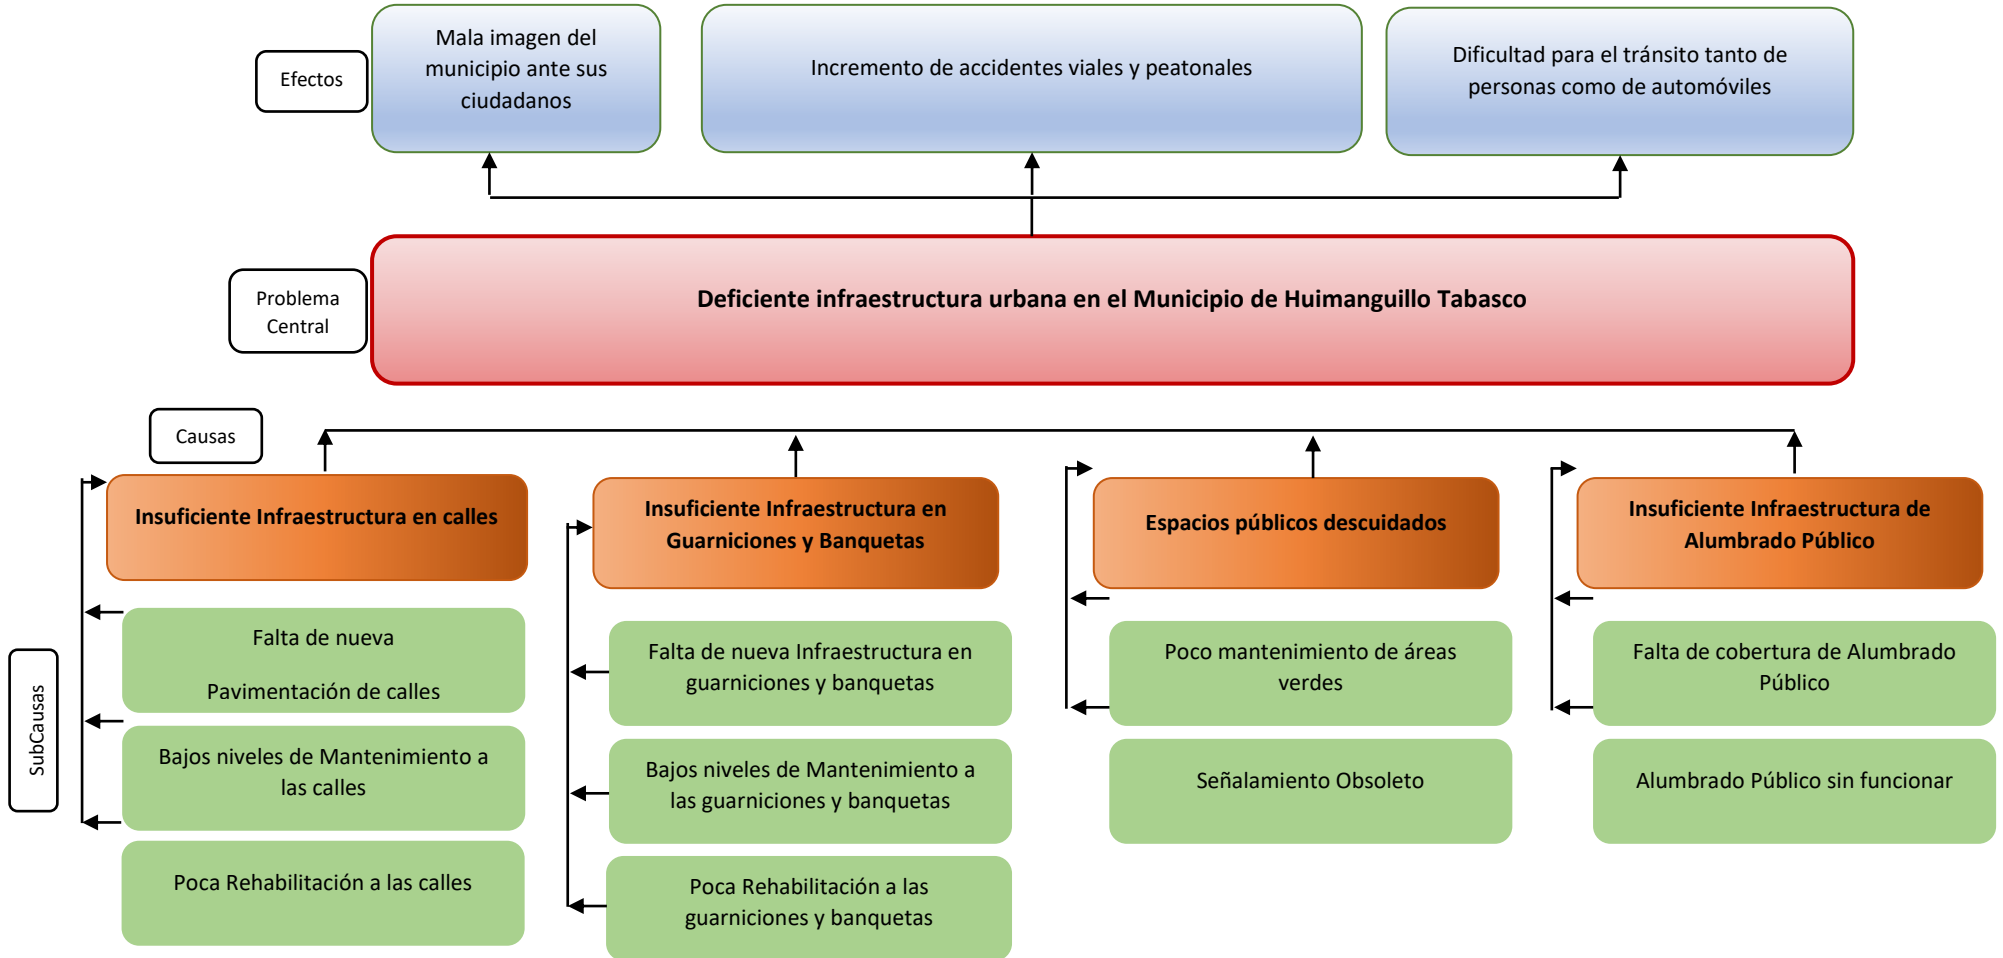 Efectos
Mala imagen del
municipio ante sus
ciudadanos
Incremento de accidentes viales y peatonales
Dificultad para el tránsito tanto de
personas como de automóviles
Problema
Central
Deficiente infraestructura urbana en el Municipio de Huimanguillo Tabasco
Causas
Insuficiente Infraestructura en calles
Insuficiente Infraestructura en
Guarniciones y Banquetas
Espacios públicos descuidados
Insuficiente Infraestructura de
Alumbrado Público
SubCausas
Falta de nueva
Pavimentación de calles
Bajos niveles de Mantenimiento a
las calles
Poca Rehabilitación a las calles
Falta de nueva Infraestructura en
guarniciones y banquetas
Bajos niveles de Mantenimiento a
las guarniciones y banquetas
Poca Rehabilitación a las
guarniciones y banquetas
Poco mantenimiento de áreas
verdes
Señalamiento Obsoleto
Falta de cobertura de Alumbrado
Público
Alumbrado Público sin funcionar